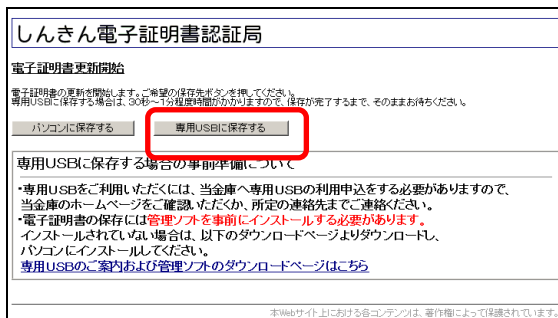 しんきん電子証明書認証局
電子証明書更新開始
電子証明書の更新を開始します。ご希望の保存先ボタンを押してください。
専用USBに保存する場合は、30秒～1分程度時間がかかりますので、保存が完了するまで、そのままお待ちください。
パソコンに保存する 専用USBに保存する
専用USBに保存する場合の事前準備について
・専用USBをご利用いただくには、当金庫へ専用USBの利用申込をする必要がありますので、
当金庫のホームページをご確認いただくか、所定の連絡先までご連絡ください。
・電子証明書の保存には管理ソフトを事前にインストールする必要があります。
インストールされていない場合は、以下のダウンロードページよりダウンロードし、
パソコンにインストールしてください。
専用USBのご案内および管理ソフトのダウンロードページはこちら
本Webサイト上における各コンテンツは、著作権によって保護されています。